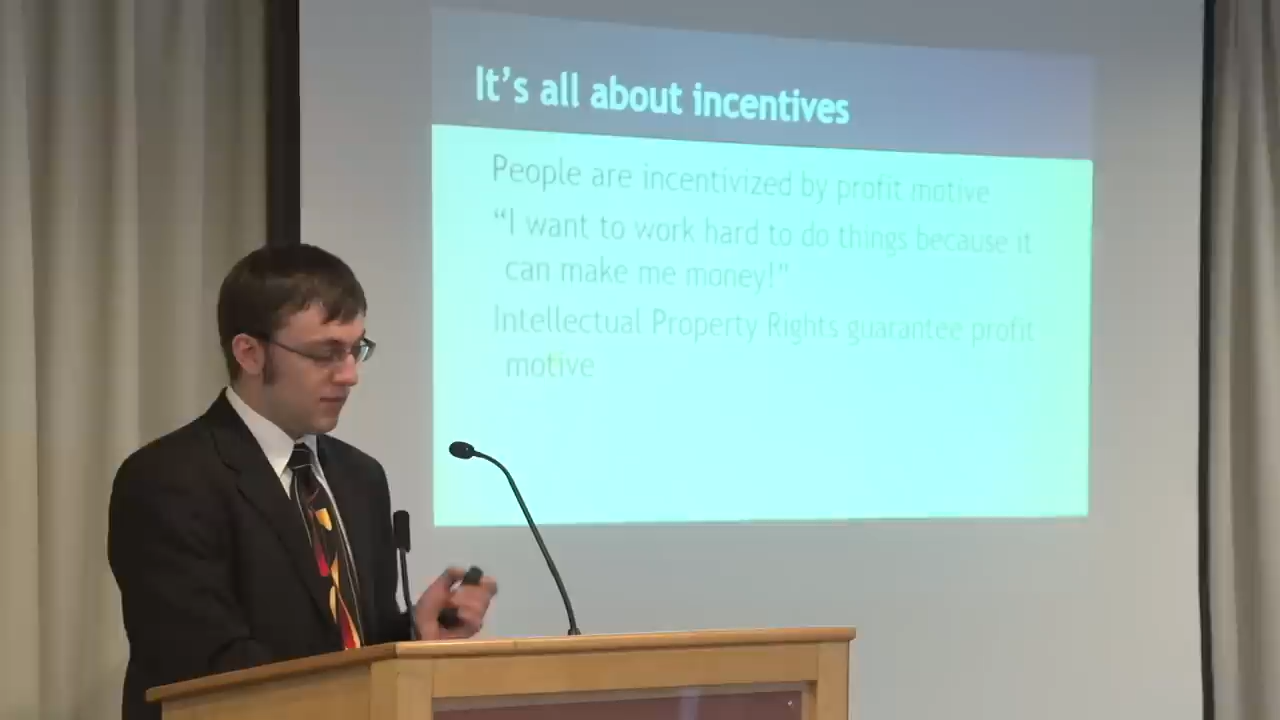 It's all about incentives
People are incentivized by profit motive
“I want to work hard to do things because it
can make me money!”
Intellectual Property Rights guarantee profit
motive